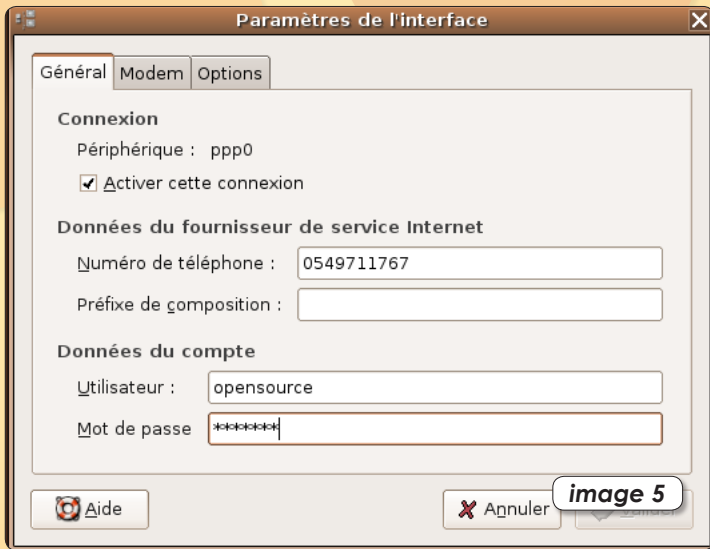 Paramètres de l'interface
Général Modem Options
Connexion
Périphérique : ppp0
Activer cette connexion
Données du fournisseur de service Internet
Numéro de téléphone : 0549711767
Préfixe de composition :
Données du compte
Utilisateur : opensource
Mot de passe *******
Aide Annuler
image 5